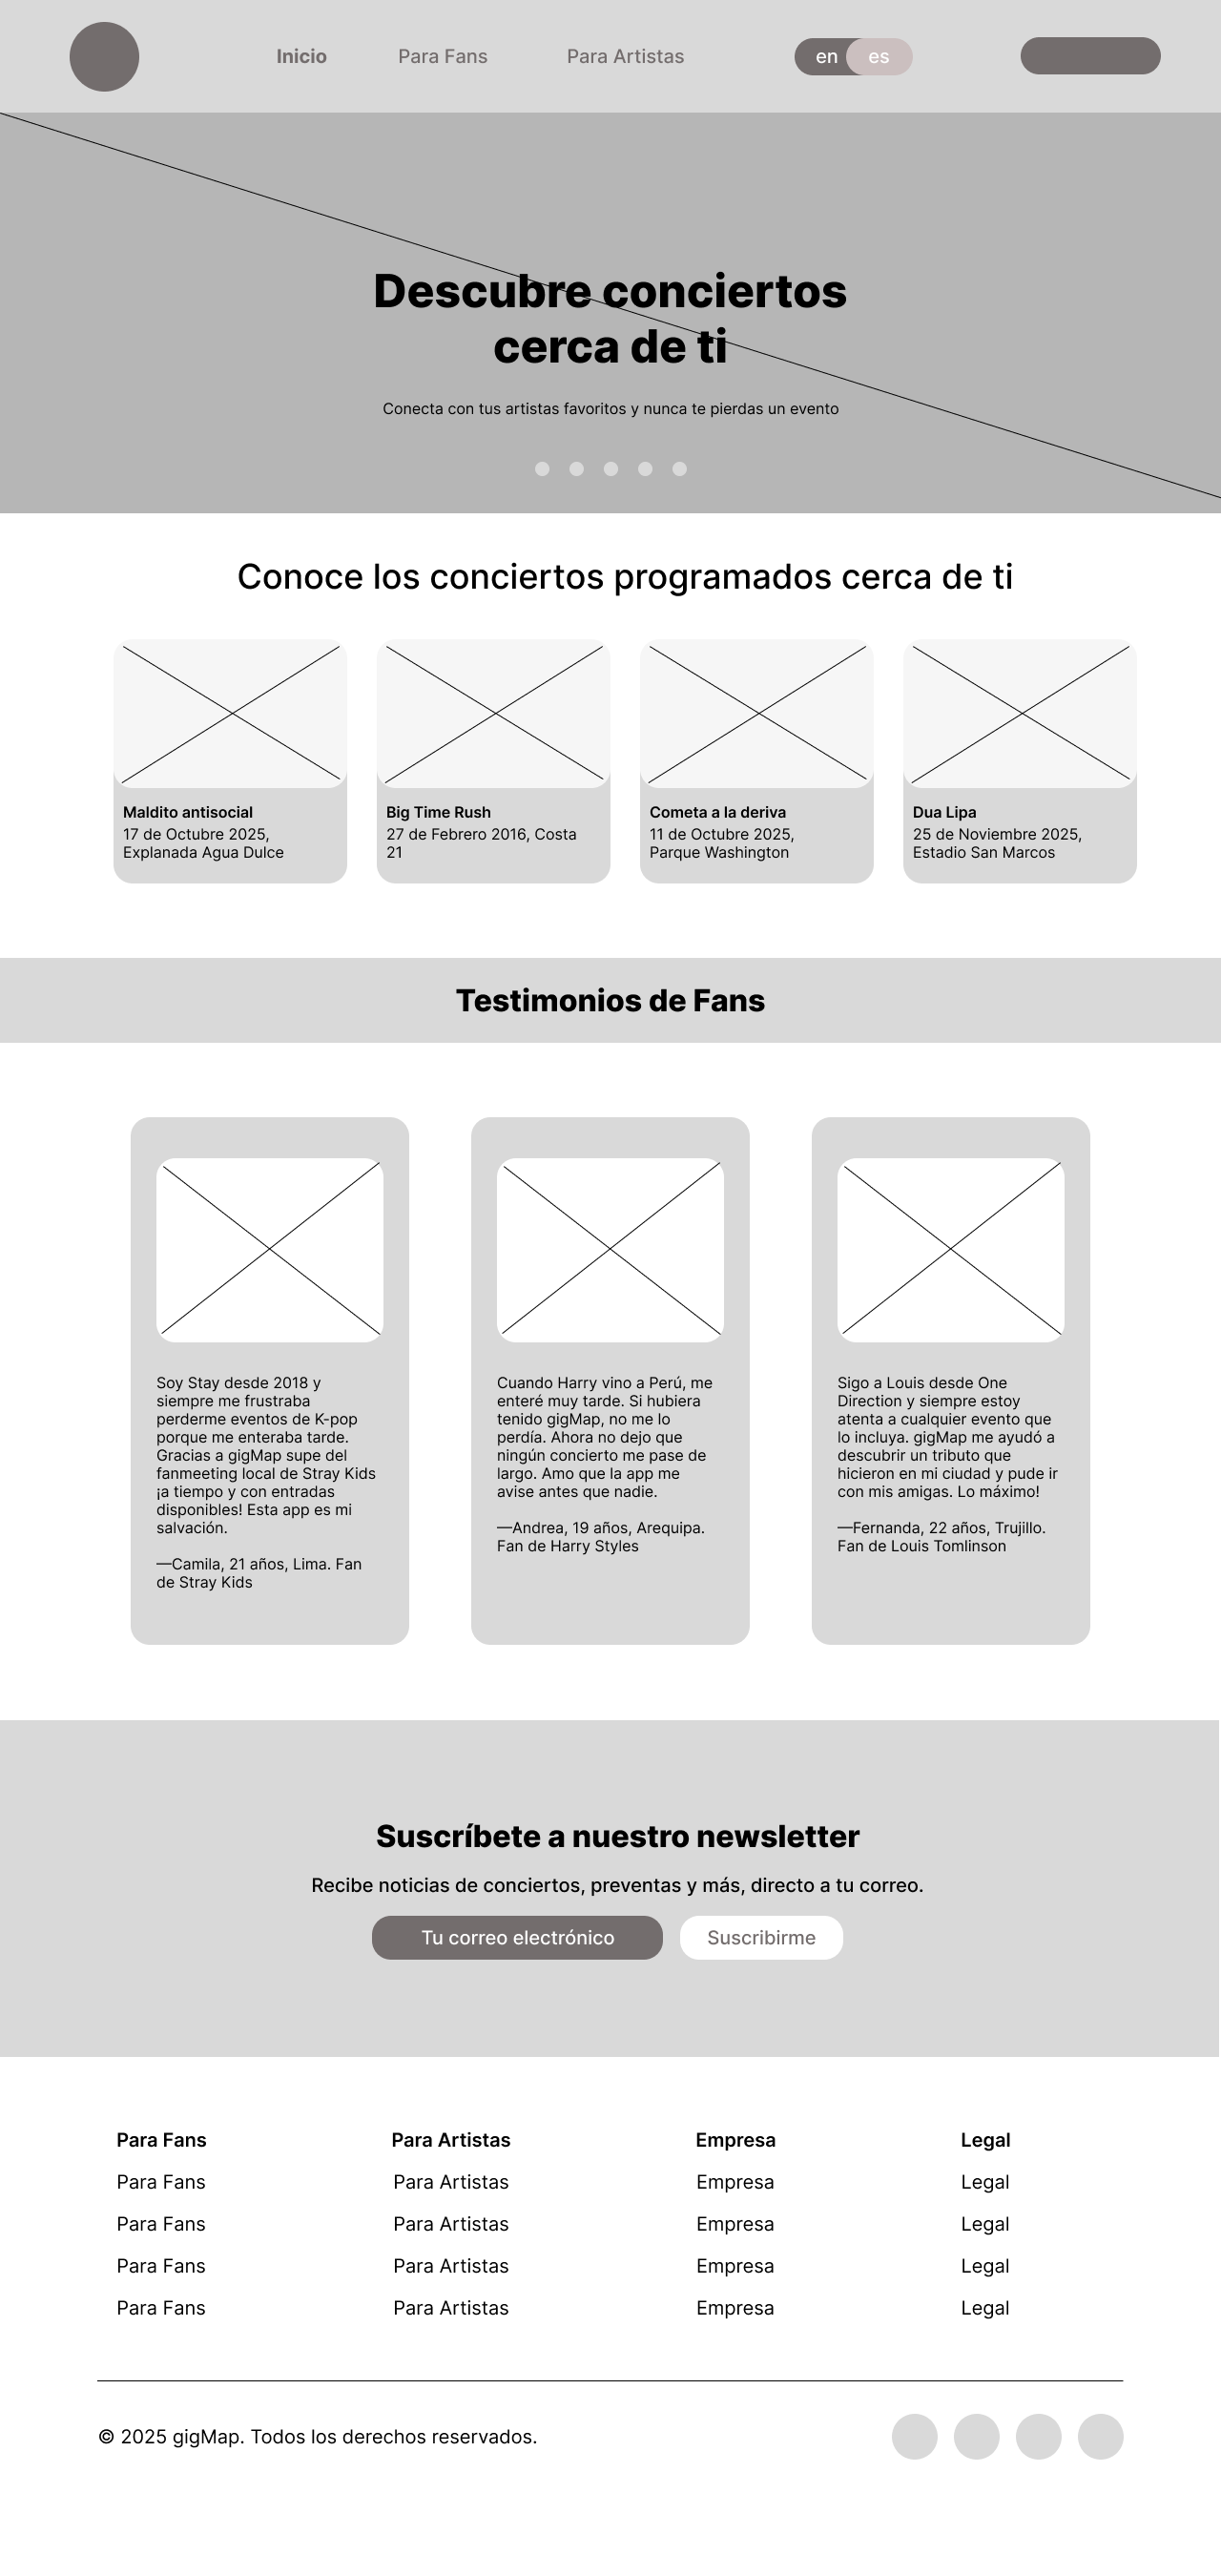 Inicio
Para Fans
Para Artistas
en
es
Descubre conciertos
cerca de ti
Conecta con tus artistas favoritos y nunca te pierdas un evento
Conoce los conciertos programados cerca de ti
Maldito antisocial
17 de Octubre 2025,
Explanada Agua Dulce
Big Time Rush
27 de Febrero 2016, Costa
21
Cometa a la deriva
11 de Octubre 2025,
Parque Washington
Dua Lipa
25 de Noviembre 2025,
Estadio San Marcos
Testimonios de Fans
Soy Stay desde 2018 y
siempre me frustraba
perderme eventos de K-pop
porque me enteraba tarde.
Gracias a gigMap supe del
fanmeeting local de Stray Kids
¡a tiempo y con entradas
disponibles! Esta app es mi
salvación.
—Camila, 21 años, Lima. Fan
de Stray Kids
Cuando Harry vino a Perú, me
enteré muy tarde. Si hubiera
tenido gigMap, no me lo
perdía. Ahora no dejo que
ningún concierto me pase de
largo. Amo que la app me
avise antes que nadie.
—Andrea, 19 años, Arequipa.
Fan de Harry Styles
Sigo a Louis desde One
Direction y siempre estoy
atenta a cualquier evento que
lo incluya. gigMap me ayudó a
descubrir un tributo que
hicieron en mi ciudad y pude ir
con mis amigas. Lo máximo!
—Fernanda, 22 años, Trujillo.
Fan de Louis Tomlinson
Suscríbete a nuestro newsletter
Recibe noticias de conciertos, preventas y más, directo a tu correo.
Tu correo electrónico
Suscribirme
Para Fans
Para Fans
Para Fans
Para Fans
Para Fans
Para Artistas
Para Artistas
Para Artistas
Para Artistas
Para Artistas
Empresa
Empresa
Empresa
Empresa
Empresa
Legal
Legal
Legal
Legal
Legal
© 2025 gigMap. Todos los derechos reservados.